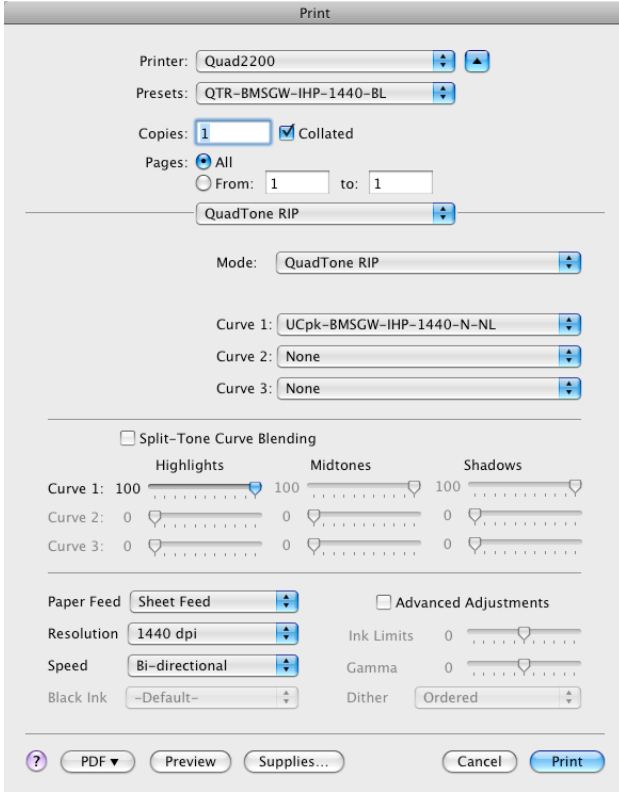 Print
Printer: Quad2200
Presets: QTR-BMSGW-IHP-1440-BL
Copies: 1 Collated
Pages: All
From: 1 to: 1
QuadTone RIP
Mode: QuadTone RIP
Curve 1: UCpk-BMSGW-IHP-1440-N-NL
Curve 2: None
Curve 3: None
Split-Tone Curve Blending
Highlights Midtones Shadows
Curve 1: 100 100 100
Curve 2: 0 0 0
Curve 3: 0 0 0
Paper Feed Sheet Feed Advanced Adjustments
Resolution 1440 dpi Ink Limits 0
Speed Bi-directional Gamma 0
Black Ink -Default- Dither Ordered
? PDF ▾ Preview Supplies... Cancel Print